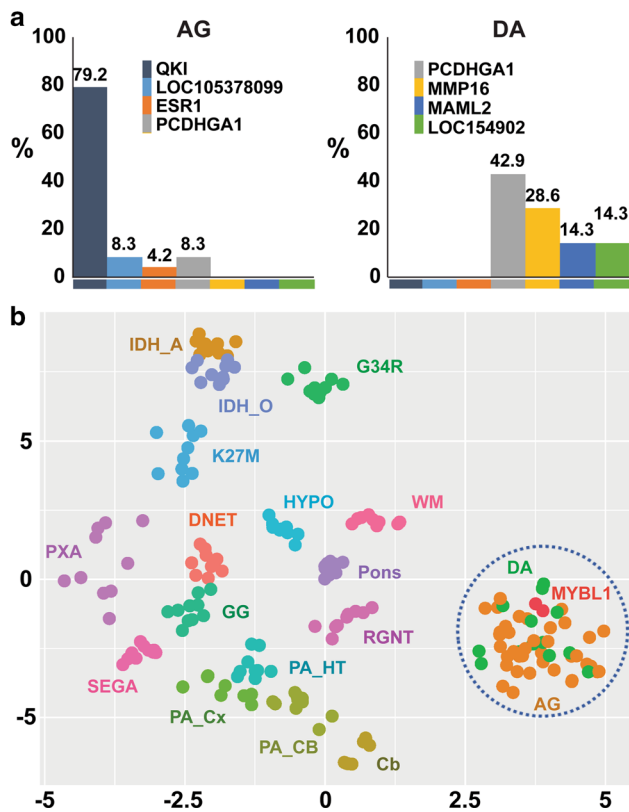 a
AG
DA
100
80
60
40
20
0
%
79.2
8.3
4.2
8.3
QKI
LOC105378099
ESR1
PCDHGA1
100
80
60
40
20
0
%
42.9
28.6
14.3
14.3
PCDHGA1
MMP16
MAML2
LOC154902
b
IDH_A
G34R
IDH_O
5
K27M
HYPO
WM
DNET
PXA
Pons
DA
MYBL1
0
GG
RGNT
SEGA
PA_HT
AG
PA_Cx
-5
PA_CB
Cb
-5
-2.5
0
2.5
5